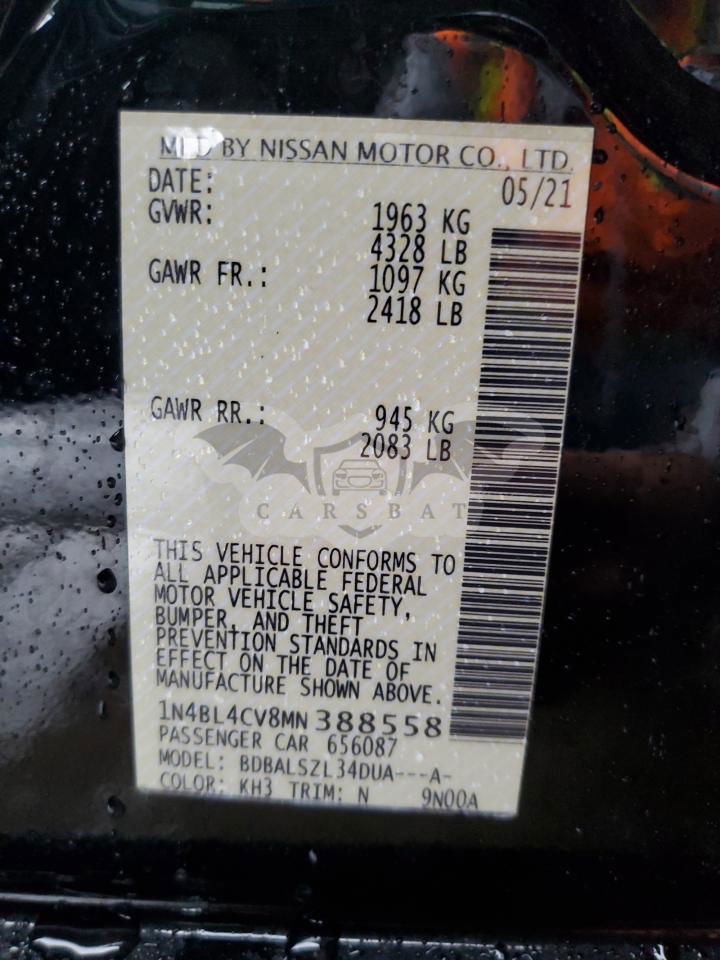 MFD BY NISSAN MOTOR CO., LTD.
DATE: 05/21
GVWR: 1963 KG
4328 LB
GAWR FR.: 1097 KG
2418 LB
GAWR RR.: 945 KG
2083 LB
CARSBAT
THIS VEHICLE CONFORMS TO
ALL APPLICABLE FEDERAL
MOTOR VEHICLE SAFETY,
BUMPER, AND THEFT
PREVENTION STANDARDS IN
EFFECT ON THE DATE OF
MANUFACTURE SHOWN ABOVE.
1N4BL4CV8MN388558
PASSENGER CAR 656087
MODEL: BDBALSZL34DUA---A-
COLOR: KH3 TRIM: N 9N00A